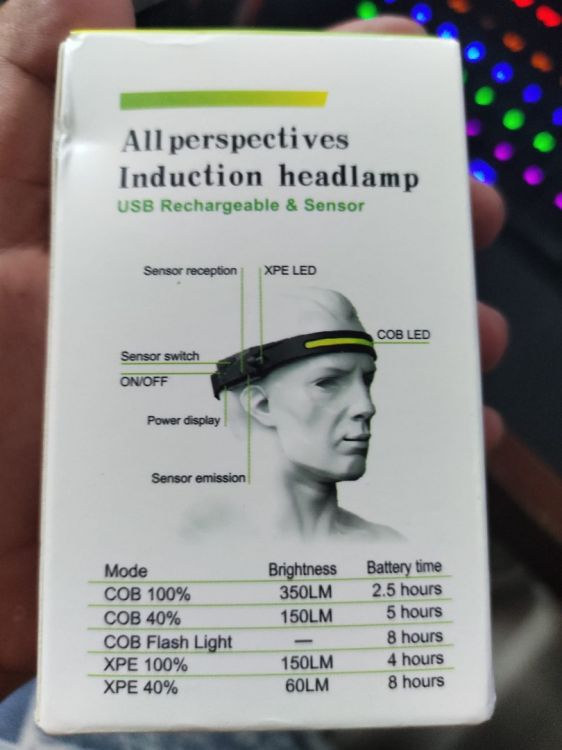 All perspectives
Induction headlamp
USB Rechargeable & Sensor
Sensor reception XPE LED
COB LED
Sensor switch
ON/OFF
Power display
Sensor emission
Mode Brightness Battery time
COB 100% 350LM 2.5 hours
COB 40% 150LM 5 hours
COB Flash Light — 8 hours
XPE 100% 150LM 4 hours
XPE 40% 60LM 8 hours